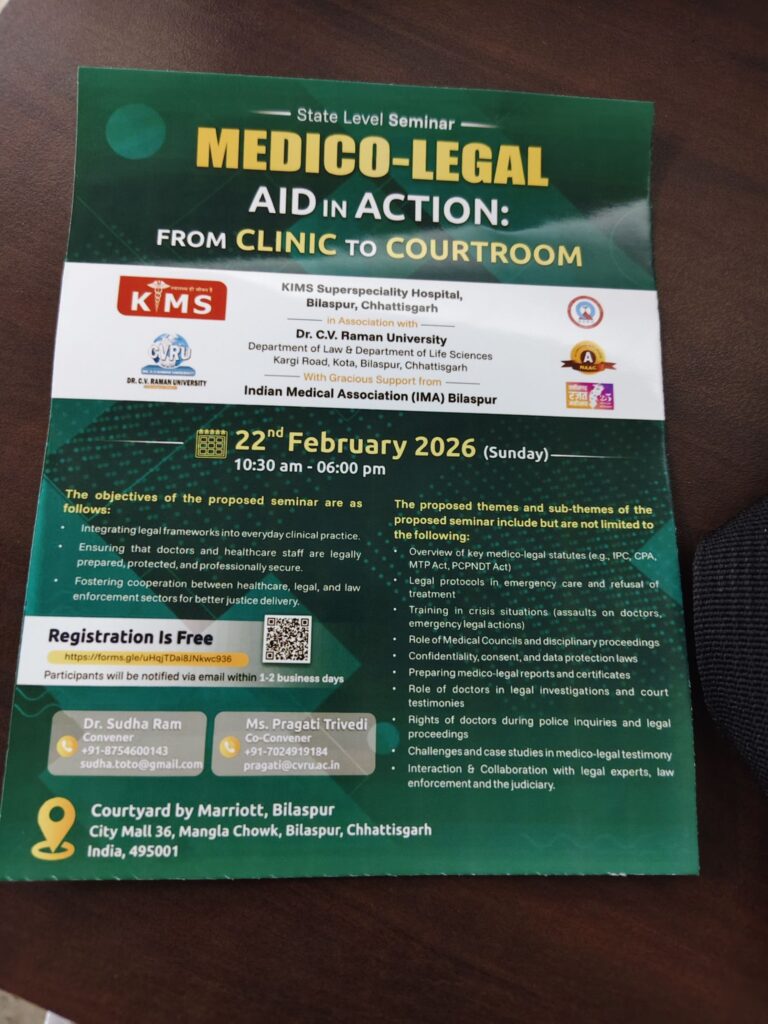 State Level Seminar
MEDICO-LEGAL
AID IN ACTION:
FROM CLINIC TO COURTROOM
KIMS
KIMS Superspeciality Hospital,
Bilaspur, Chhattisgarh
in Association with
Dr. C.V. Raman University
Department of Law & Department of Life Sciences
Kargi Road, Kota, Bilaspur, Chhattisgarh
With Gracious Support from
Indian Medical Association (IMA) Bilaspur
CVRU
DR. C.V. RAMAN UNIVERSITY
A
NAAC
22nd February 2026 (Sunday)
10:30 am - 06:00 pm
The objectives of the proposed seminar are as
follows:
• Integrating legal frameworks into everyday clinical practice.
• Ensuring that doctors and healthcare staff are legally
prepared, protected, and professionally secure.
• Fostering cooperation between healthcare, legal, and law
enforcement sectors for better justice delivery.
Registration Is Free
https://forms.gle/uHqjTDai8JNkwc936
Participants will be notified via email within 1-2 business days
Dr. Sudha Ram
Convener
+91-8754600143
sudha.toto@gmail.com
Ms. Pragati Trivedi
Co-Convener
+91-7024919184
pragati@cvru.ac.in
The proposed themes and sub-themes of the
proposed seminar include but are not limited to
the following:
• Overview of key medico-legal statutes (e.g., IPC, CPA,
MTP Act, PCPNDT Act)
• Legal protocols in emergency care and refusal of
treatment
• Training in crisis situations (assaults on doctors,
emergency legal actions)
• Role of Medical Councils and disciplinary proceedings
• Confidentiality, consent, and data protection laws
• Preparing medico-legal reports and certificates
• Role of doctors in legal investigations and court
testimonies
• Rights of doctors during police inquiries and legal
proceedings
• Challenges and case studies in medico-legal testimony
• Interaction & Collaboration with legal experts, law
enforcement and the judiciary.
Courtyard by Marriott, Bilaspur
City Mall 36, Mangla Chowk, Bilaspur, Chhattisgarh
India, 495001